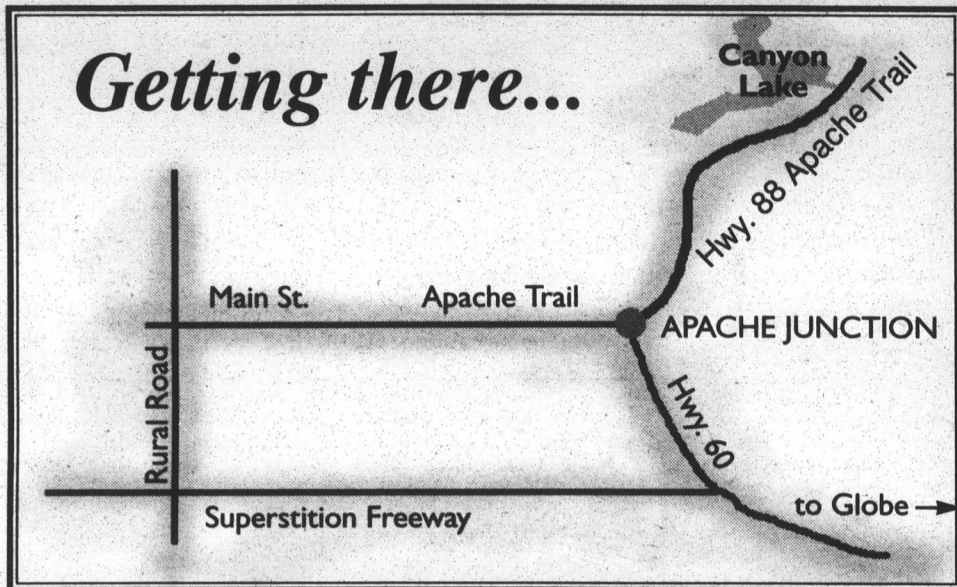 Getting there...
Canyon
Lake
Hwy. 88 Apache Trail
Main St.
Apache Trail
APACHE JUNCTION
Rural Road
Hwy. 60
to Globe
Superstition Freeway